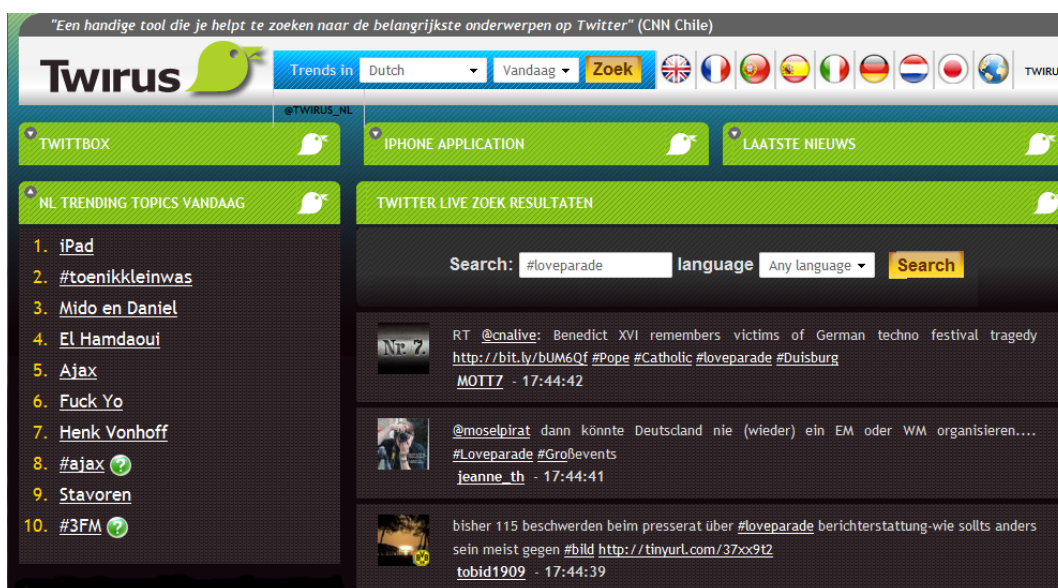 "Een handige tool die je helpt te zoeken naar de belangrijkste onderwerpen op Twitter" (CNN Chile)
Twirus
Trends in Dutch Vandaag Zoek
TWIRU
@TWIRUS_NL
TWITTBOX
IPHONE APPLICATION
LAATSTE NIEUWS
NL TRENDING TOPICS VANDAAG
1. iPad
2. #toenikkleinwas
3. Mido en Daniel
4. El Hamdaoui
5. Ajax
6. Fuck Yo
7. Henk Vonhoff
8. #ajax ?
9. Stavoren
10. #3FM ?
TWITTER LIVE ZOEK RESULTATEN
Search: #loveparade language Any language Search
Nr. 7.
RT @cnalive: Benedict XVI remembers victims of German techno festival tragedy
http://bit.ly/bUM6Qf #Pope #Catholic #loveparade #Duisburg
MOTT7 - 17:44:42
@moselpirat dann könnte Deutscland nie (wieder) ein EM oder WM organisieren....
#Loveparade #Großevents
jeanne_th - 17:44:41
bisher 115 beschwerden beim presserat über #loveparade berichterstattung-wie sollts anders
sein meist gegen #bild http://tinyurl.com/37xx9t2
tobid1909 - 17:44:39